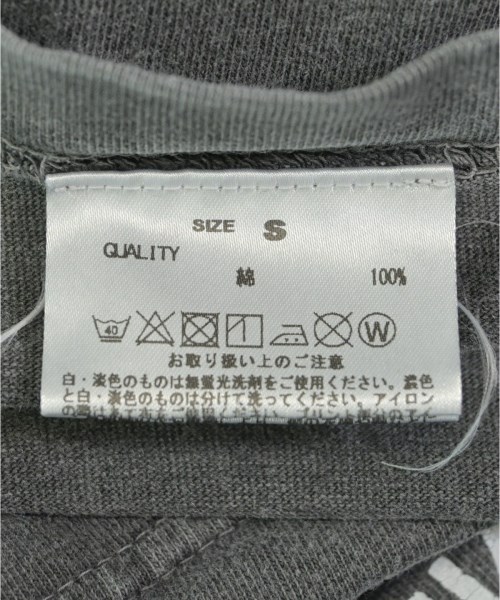 SIZE S
QUALITY
綿 100%
40 W
お取り扱い上のご注意
白・淡色のものは無蛍光洗剤をご使用ください。濃色
と白・淡色のものは分けて洗ってください。アイロン